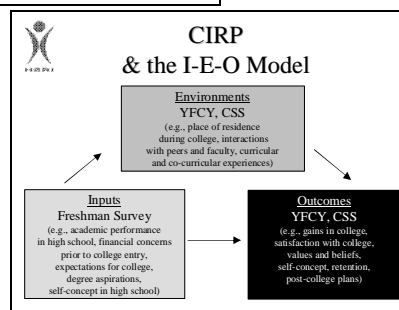 CIRP
& the I-E-O Model
Environments
YFCY, CSS
(e.g., place of residence
during college, interactions
with peers and faculty, curricular
and co-curricular experiences)
Inputs
Freshman Survey
(e.g., academic performance
in high school, financial concerns
prior to college entry,
expectations for college,
degree aspirations,
self-concept in high school)
Outcomes
YFCY, CSS
(e.g., gains in college,
satisfaction with college,
values and beliefs,
self-concept, retention,
post-college plans)